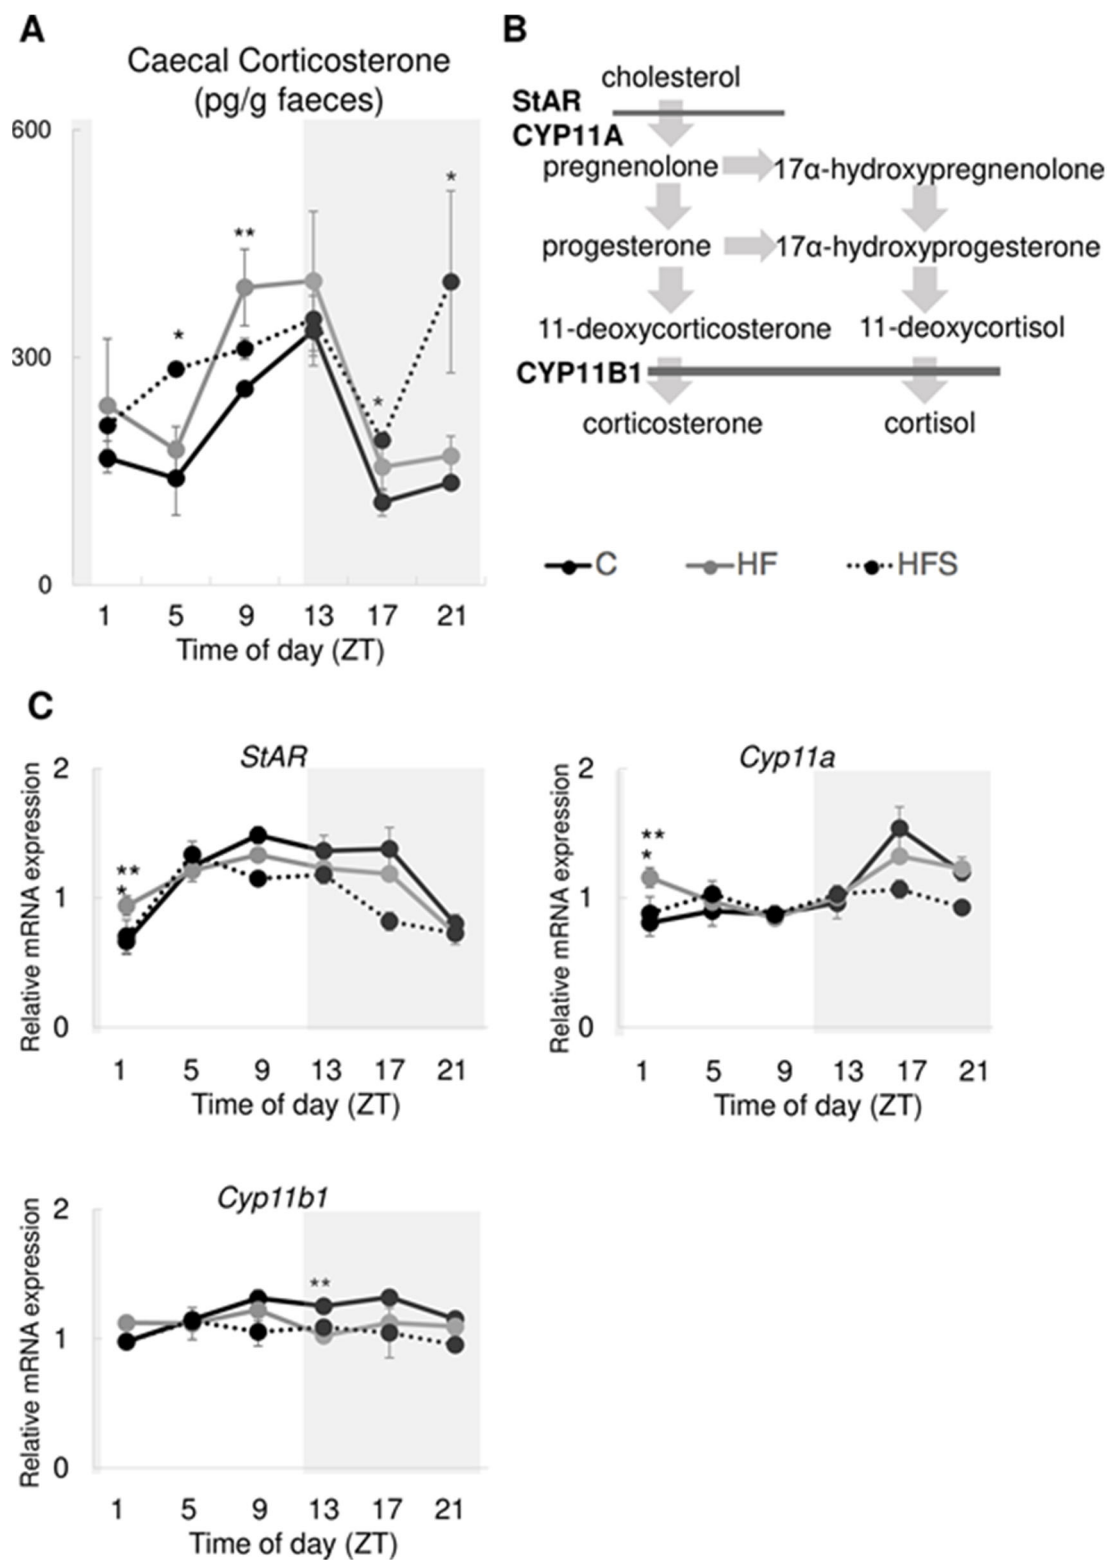 A
B
Caecal Corticosterone
(pg/g faeces)
600
300
0
*
**
*
*
1 5 9 13 17 21
Time of day (ZT)
cholesterol
StAR
CYP11A
pregnenolone 17α-hydroxypregnenolone
progesterone 17α-hydroxyprogesterone
11-deoxycorticosterone 11-deoxycortisol
CYP11B1
corticosterone cortisol
C HF HFS
C
StAR
Relative mRNA expression
2
1
0
**
*
1 5 9 13 17 21
Time of day (ZT)
Cyp11a
Relative mRNA expression
2
1
0
**
*
1 5 9 13 17 21
Time of day (ZT)
Cyp11b1
Relative mRNA expression
2
1
0
**
1 5 9 13 17 21
Time of day (ZT)